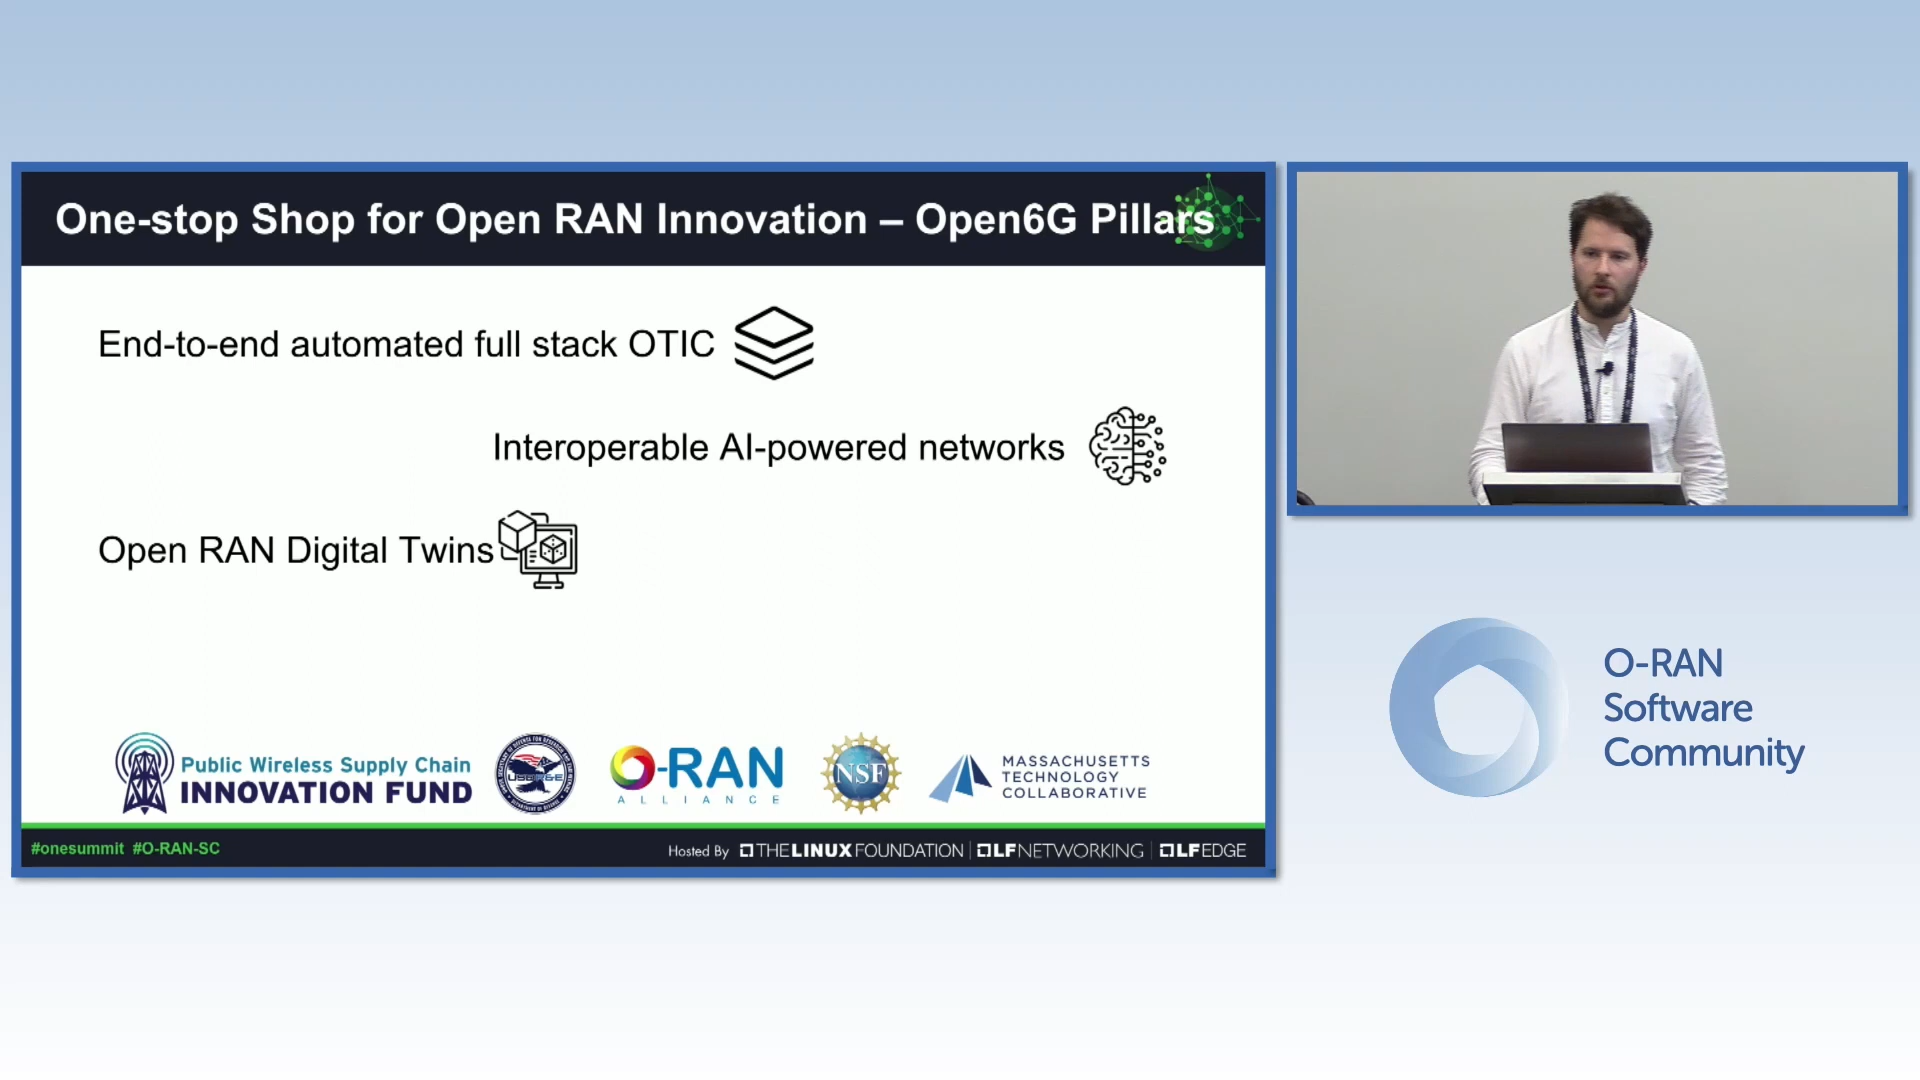 One-stop Shop for Open RAN Innovation – Open6G Pillars
End-to-end automated full stack OTIC
Interoperable AI-powered networks
Open RAN Digital Twins
Public Wireless Supply Chain
INNOVATION FUND
O-RAN
ALLIANCE
NSF
MASSACHUSETTS
TECHNOLOGY
COLLABORATIVE
#onesummit #O-RAN-SC
Hosted By THE LINUX FOUNDATION | LF NETWORKING | LF EDGE
O-RAN
Software
Community